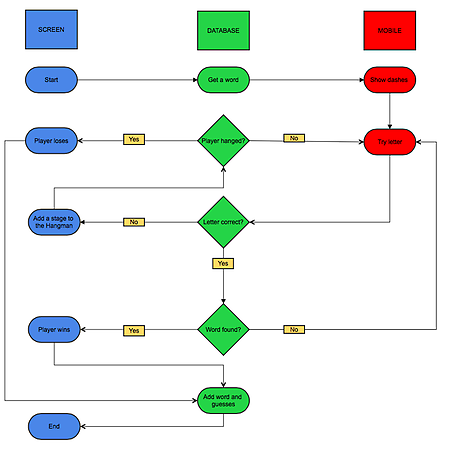 SCREEN
DATABASE
MOBILE
Start
Get a word
Show dashes
Player loses
Yes
Player hanged?
No
Try letter
Add a stage to
the Hangman
No
Letter correct?
Yes
Player wins
Yes
Word found?
No
Add word and
guesses
End